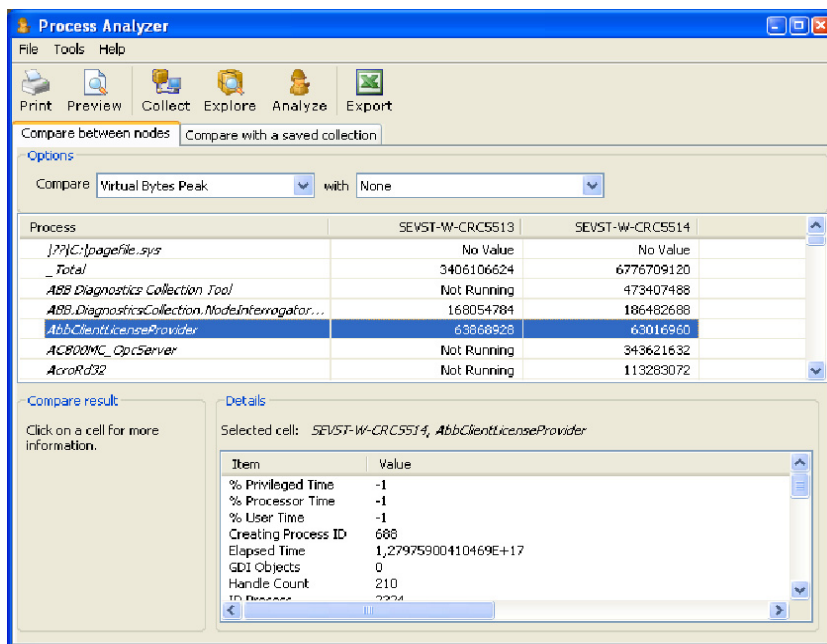 Process Analyzer
File Tools Help
Print Preview Collect Explore Analyze Export
Compare between nodes Compare with a saved collection
Options
Compare Virtual Bytes Peak with None
Process SEVST-W-CRC5513 SEVST-W-CRC5514
|??|C:|pagefile.sys No Value No Value
_Total 3406106624 6776709120
ABB Diagnostics Collection Tool Not Running 473407488
ABB.DiagnosticsCollection.NodeInterrogator... 168054784 186482688
AbbClientLicenseProvider 63868928 63016960
AC800MC_OpcServer Not Running 343621632
AcroRd32 Not Running 113283072
Compare result
Click on a cell for more
information.
Details
Selected cell: SEVST-W-CRC5514, AbbClientLicenseProvider
Item Value
% Privileged Time -1
% Processor Time -1
% User Time -1
Creating Process ID 688
Elapsed Time 1,27975900410469E+17
GDI Objects 0
Handle Count 210
ID Process 2324